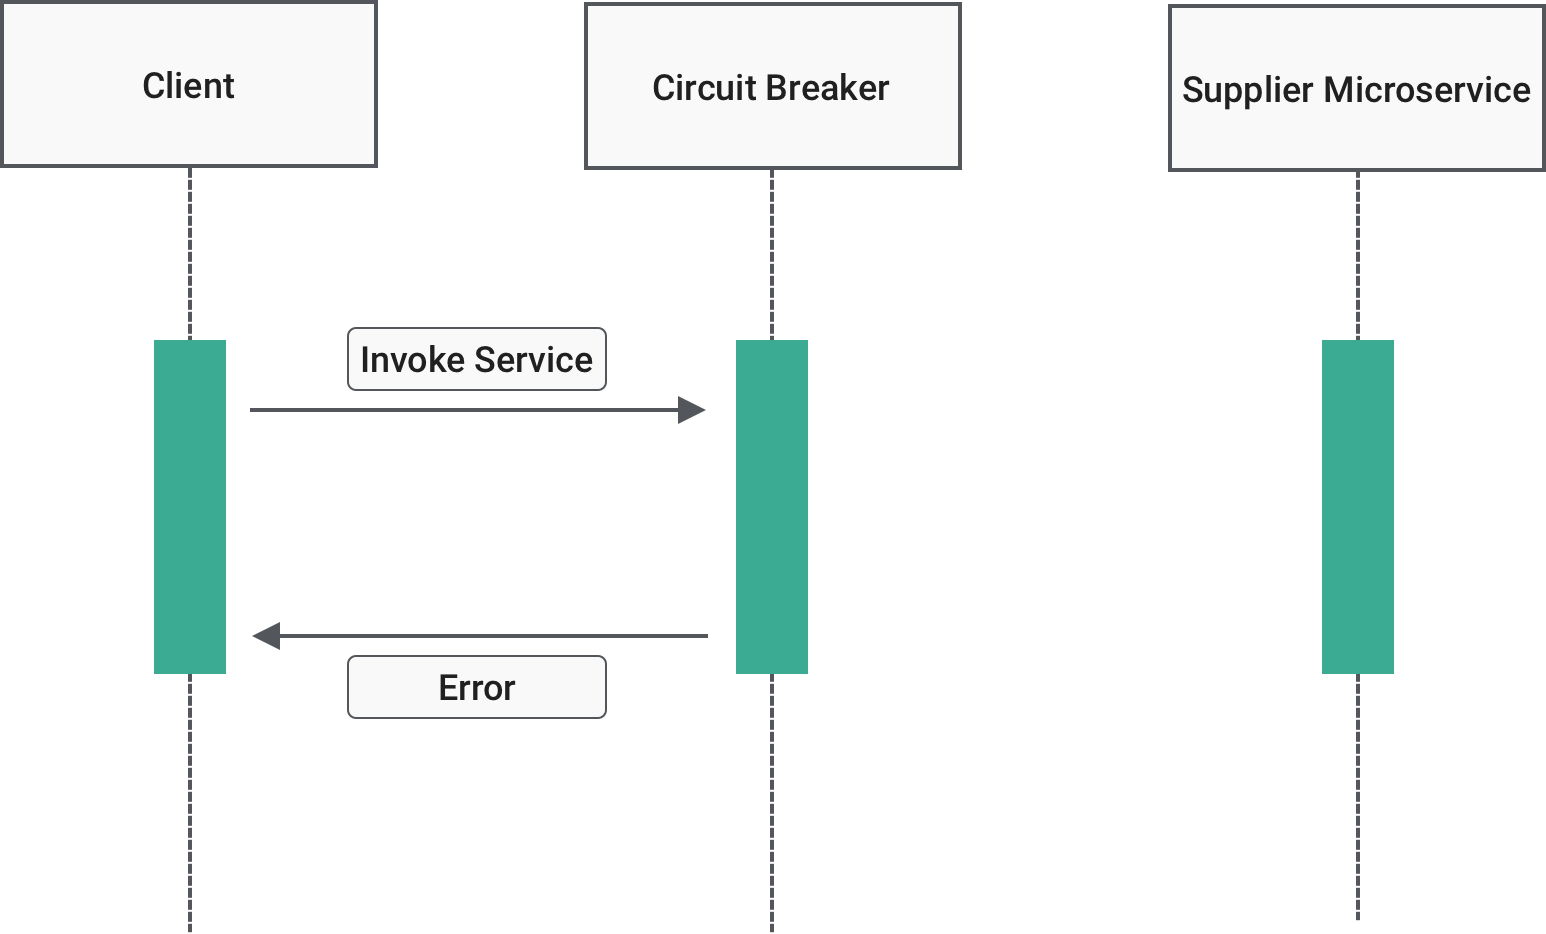 Client
Circuit Breaker
Supplier Microservice
Invoke Service
Error